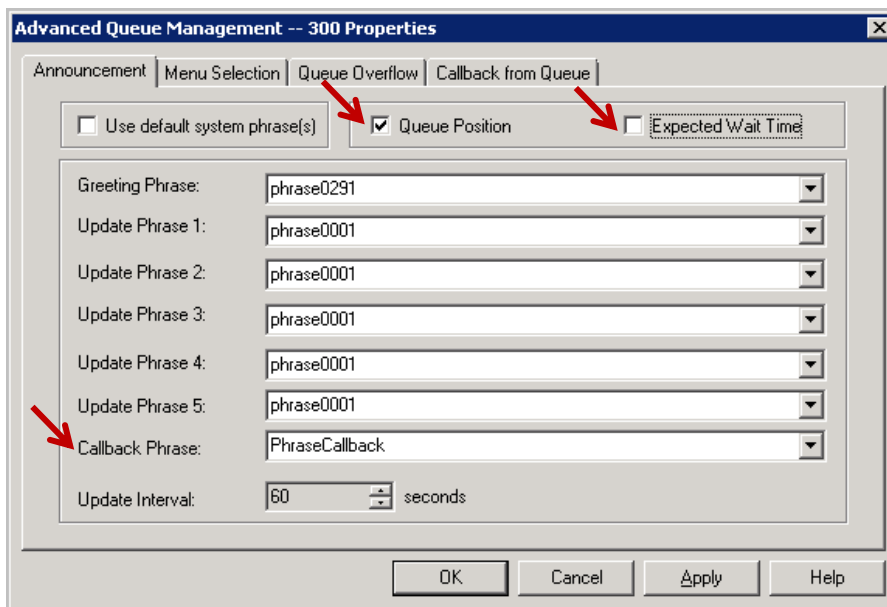 Advanced Queue Management -- 300 Properties
Announcement Menu Selection Queue Overflow Callback from Queue
Use default system phrase(s) Queue Position Expected Wait Time
Greeting Phrase: phrase0291
Update Phrase 1: phrase0001
Update Phrase 2: phrase0001
Update Phrase 3: phrase0001
Update Phrase 4: phrase0001
Update Phrase 5: phrase0001
Callback Phrase: PhraseCallback
Update Interval: 60 seconds
OK Cancel Apply Help